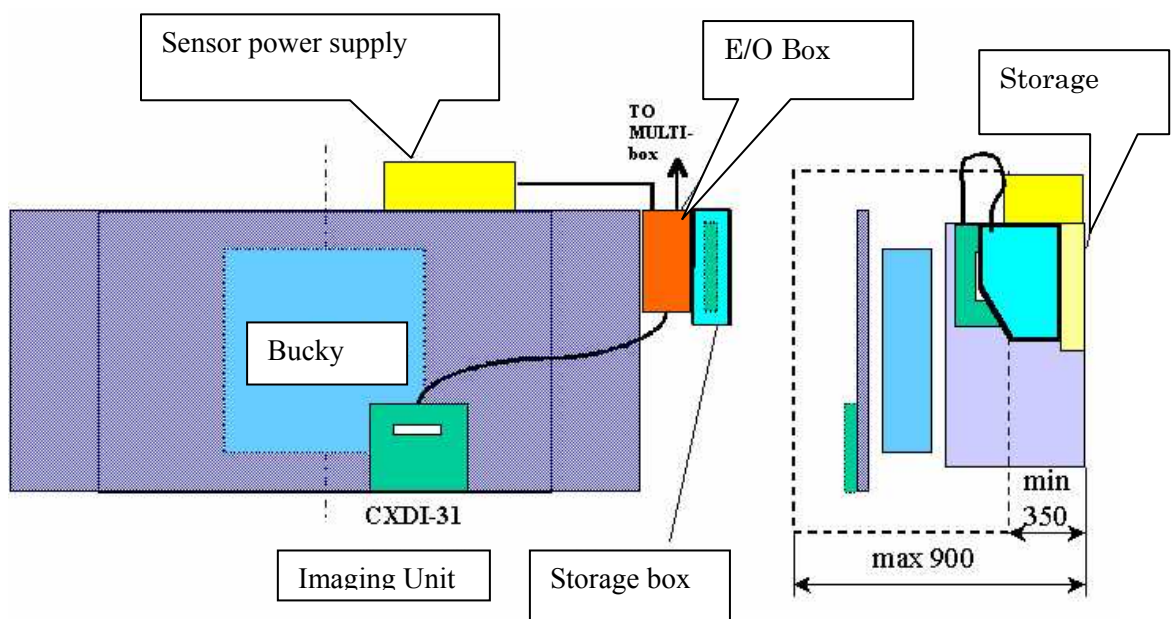 Sensor power supply
E/O Box
Storage
TO
MULTI-
box
Bucky
CXDI-31
Imaging Unit
Storage box
min
350
max 900